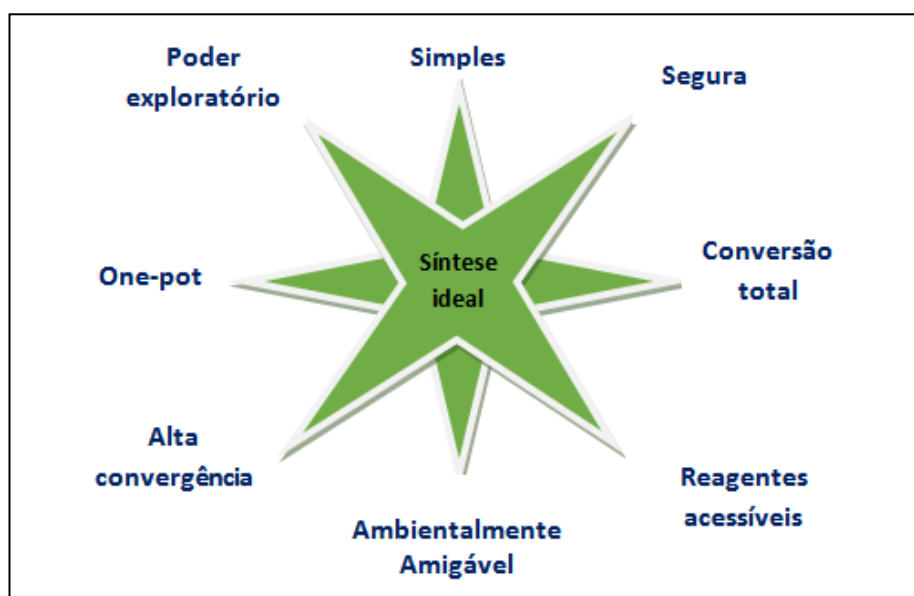 Poder
exploratório
Simples
Segura
One-pot
Síntese
ideal
Conversão
total
Alta
convergência
Ambientalmente
Amigável
Reagentes
acessíveis